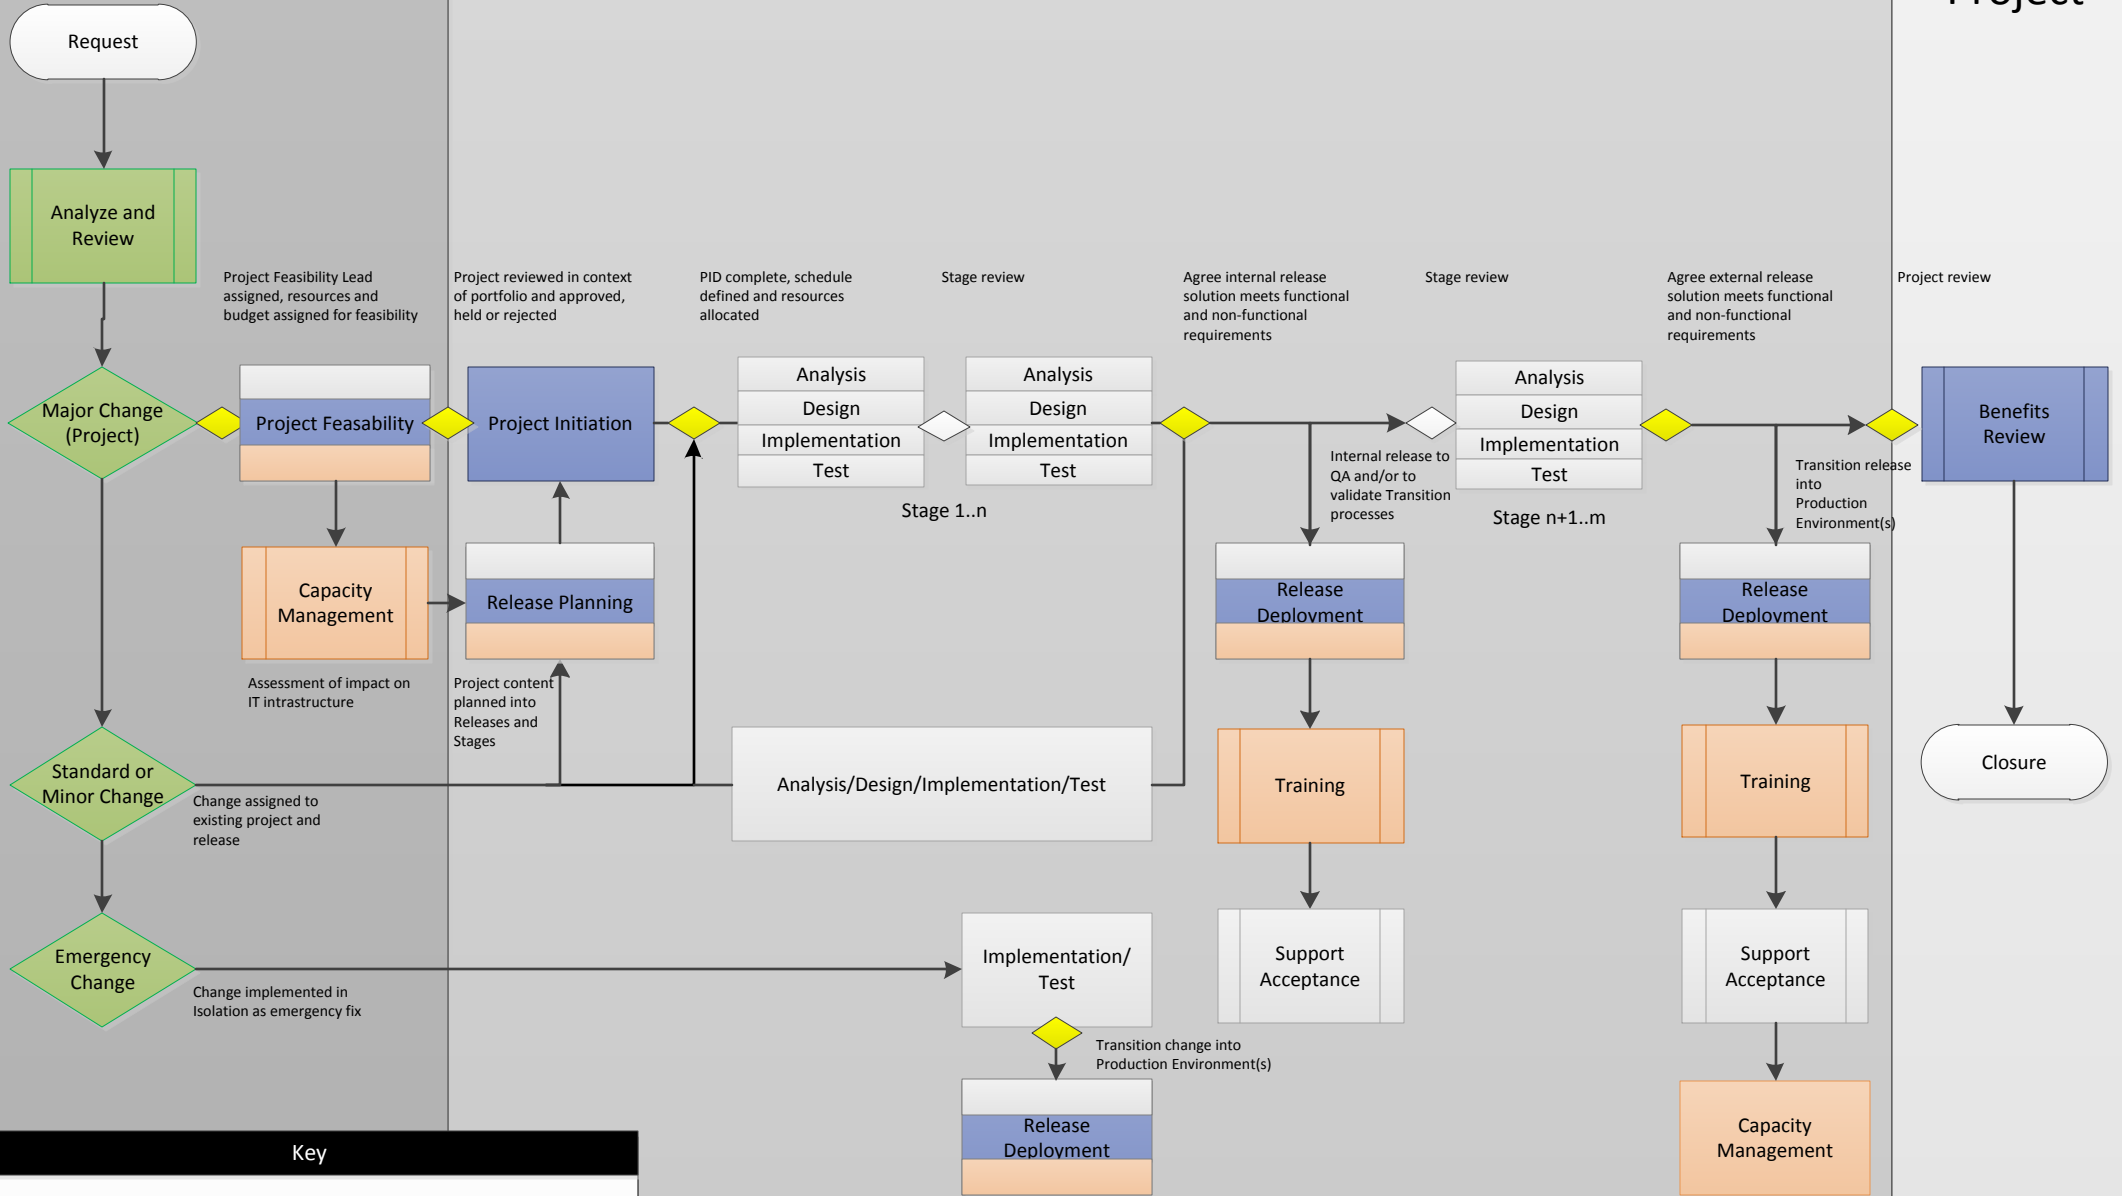 Project
Request
Analyze and
Review
Project Feasibility Lead
assigned, resources and
budget assigned for feasibility
Project reviewed in context
of portfolio and approved,
held or rejected
PID complete, schedule
defined and resources
allocated
Stage review
Agree internal release
solution meets functional
and non-functional
requirements
Stage review
Agree external release
solution meets functional
and non-functional
requirements
Project review
Major Change
(Project)
Project Feasability
Project Initiation
Analysis
Design
Implementation
Test
Analysis
Design
Implementation
Test
Stage 1..n
Internal release to
QA and/or to
validate Transition
processes
Analysis
Design
Implementation
Test
Stage n+1..m
Transition release
into
Production
Environment(s)
Benefits
Review
Capacity
Management
Release Planning
Release
Deployment
Release
Deployment
Assessment of impact on
IT intrastructure
Project content
planned into
Releases and
Stages
Standard or
Minor Change
Change assigned to
existing project and
release
Analysis/Design/Implementation/Test
Training
Training
Closure
Emergency
Change
Change implemented in
Isolation as emergency fix
Implementation/
Test
Support
Acceptance
Support
Acceptance
Transition change into
Production Environment(s)
Release
Deployment
Capacity
Management
Key